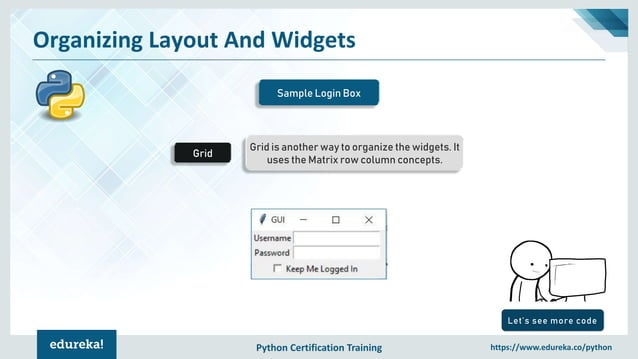 Organizing Layout And Widgets
Sample Login Box
Grid
Grid is another way to organize the widgets. It
uses the Matrix row column concepts.
GUI
Username
Password
Keep Me Logged In
Let's see more code
edureka!
Python Certification Training
https://www.edureka.co/python